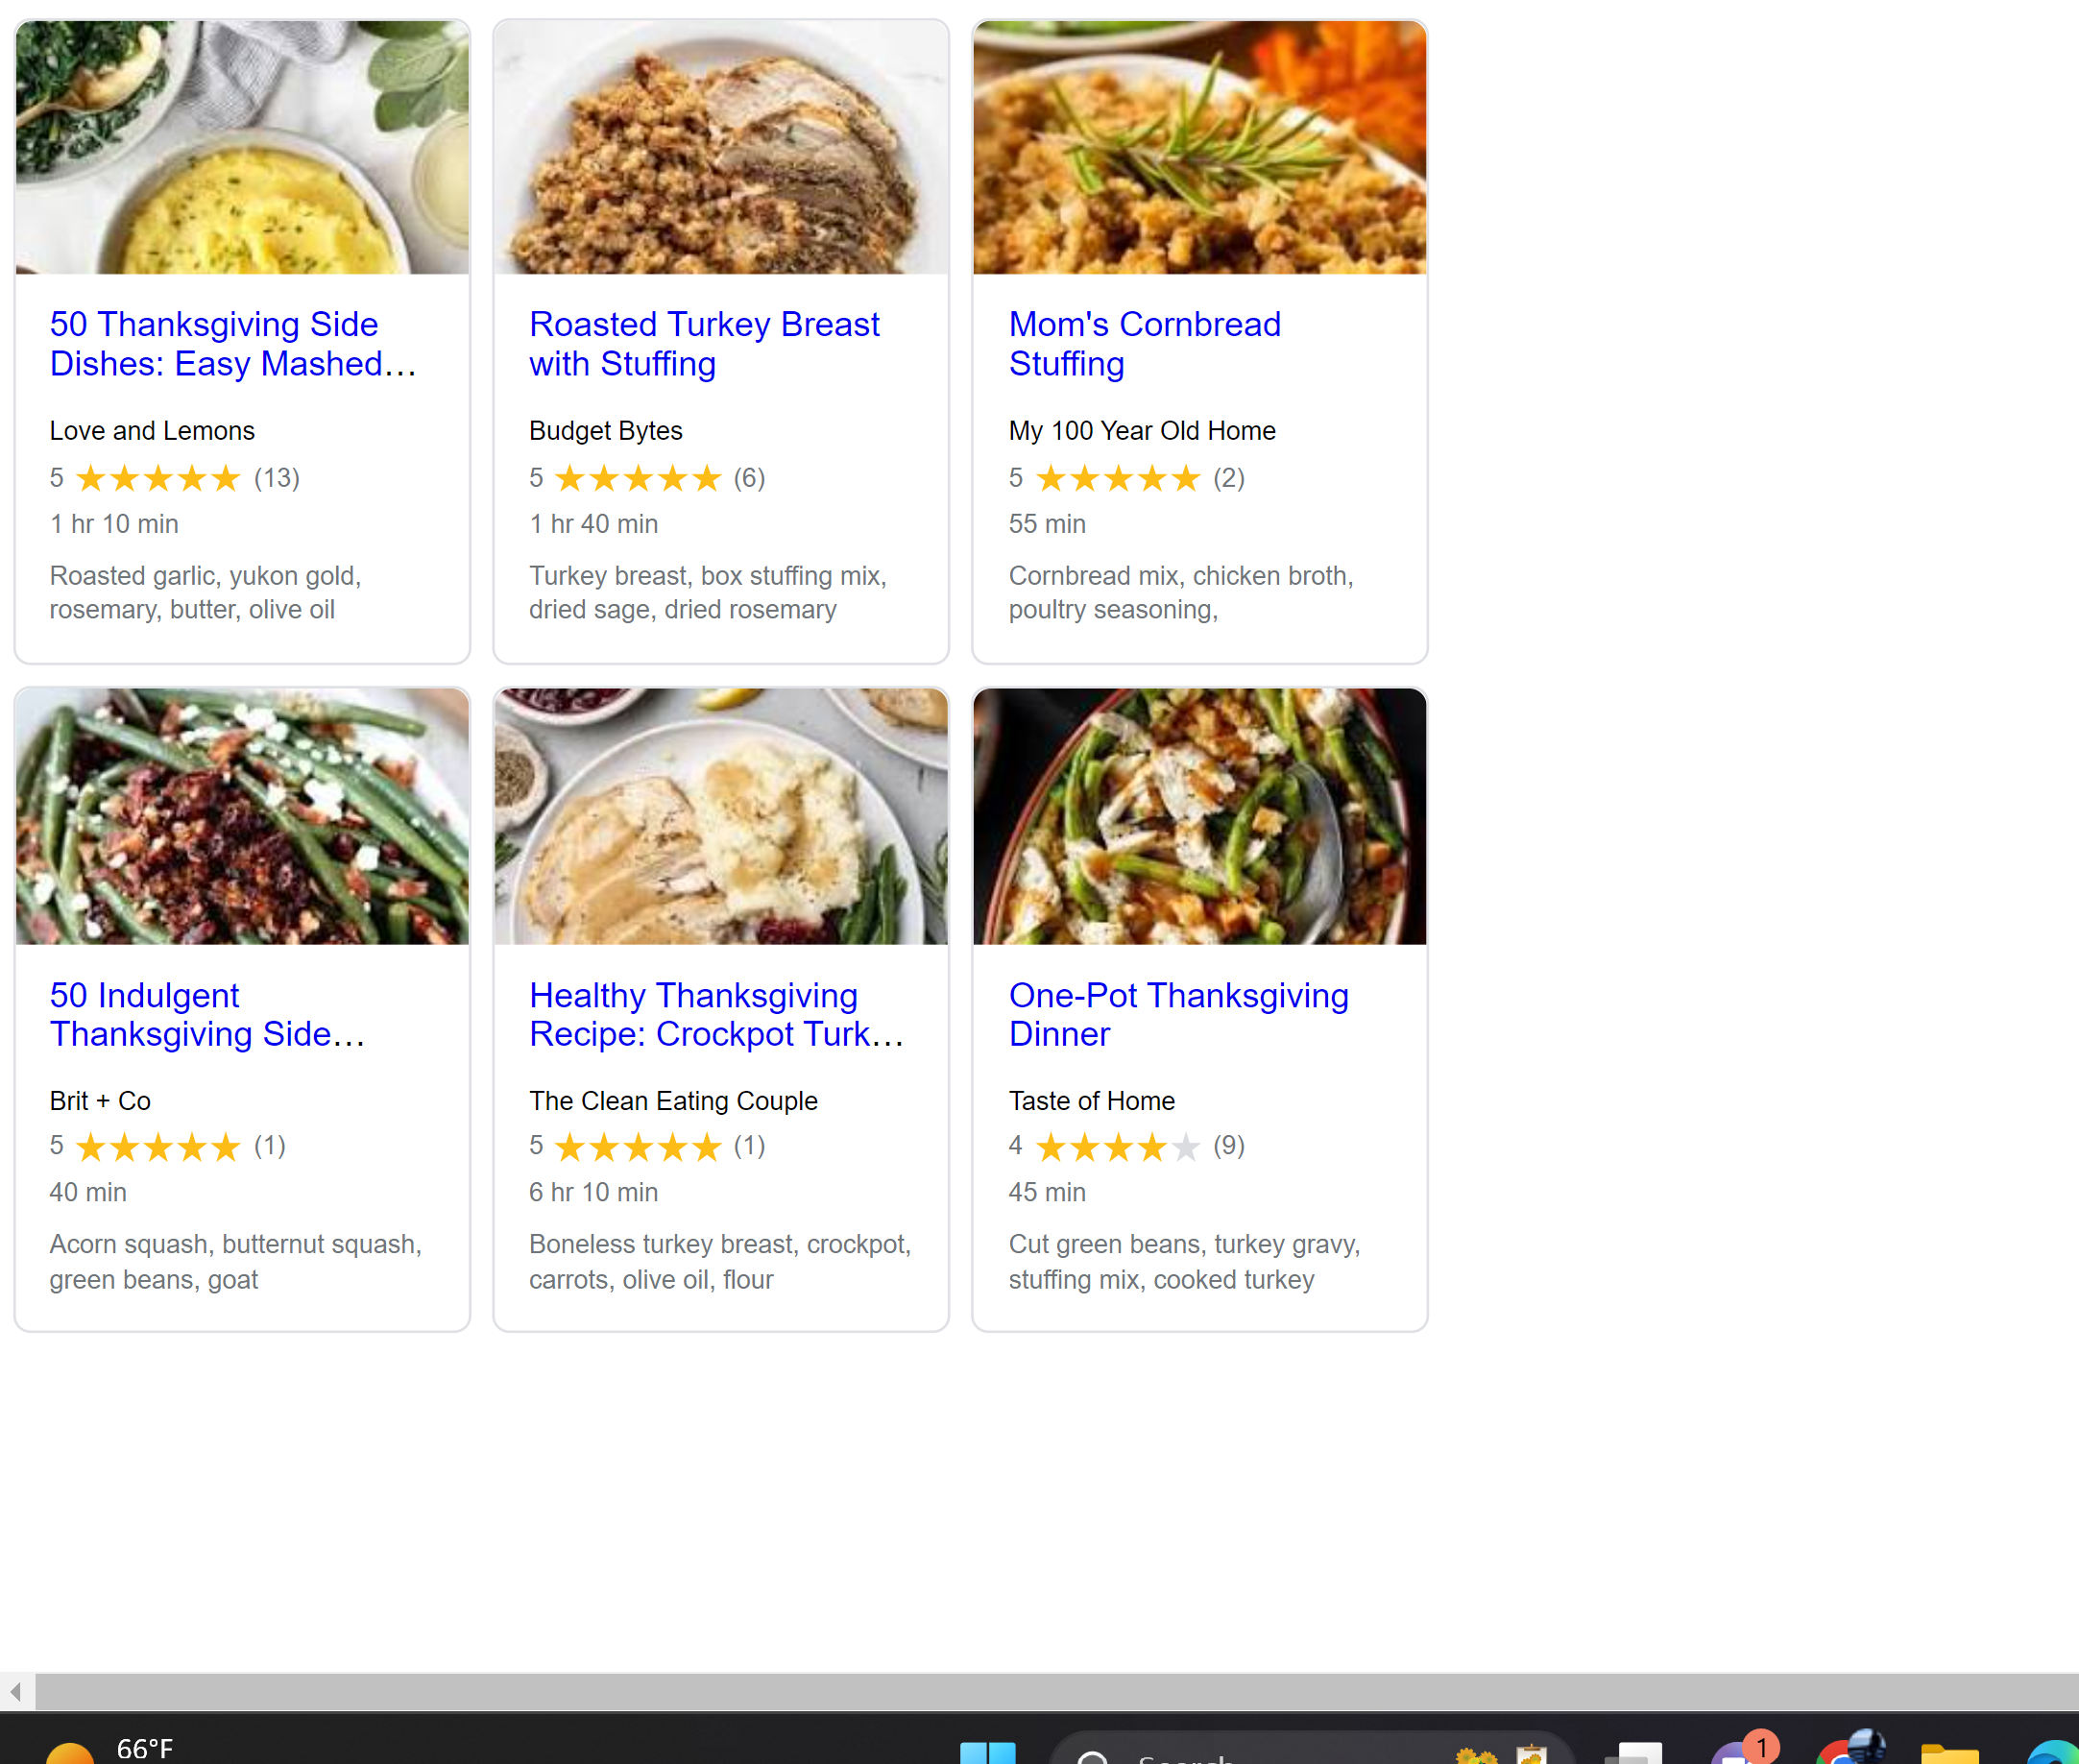 50 Thanksgiving Side
Dishes: Easy Mashed...
Love and Lemons
5 (13)
1 hr 10 min
Roasted garlic, yukon gold,
rosemary, butter, olive oil
Roasted Turkey Breast
with Stuffing
Budget Bytes
5 (6)
1 hr 40 min
Turkey breast, box stuffing mix,
dried sage, dried rosemary
Mom's Cornbread
Stuffing
My 100 Year Old Home
5 (2)
55 min
Cornbread mix, chicken broth,
poultry seasoning,
50 Indulgent
Thanksgiving Side...
Brit + Co
5 (1)
40 min
Acorn squash, butternut squash,
green beans, goat
Healthy Thanksgiving
Recipe: Crockpot Turk...
The Clean Eating Couple
5 (1)
6 hr 10 min
Boneless turkey breast, crockpot,
carrots, olive oil, flour
One-Pot Thanksgiving
Dinner
Taste of Home
4 (9)
45 min
Cut green beans, turkey gravy,
stuffing mix, cooked turkey
66°F
Search
1